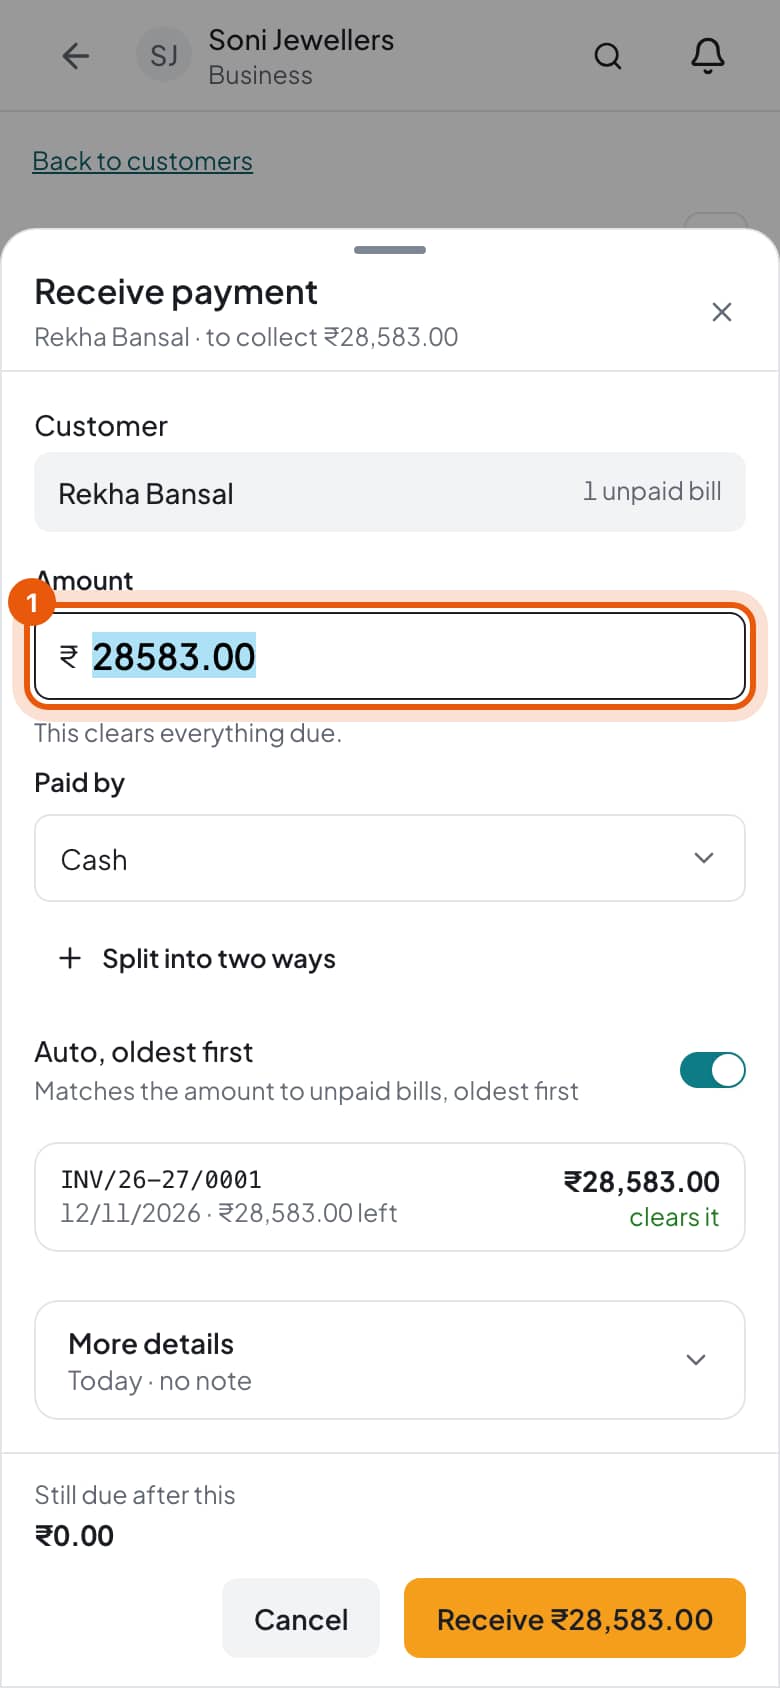 SJ
Soni Jewellers
Business
Back to customers
Receive payment
Rekha Bansal · to collect ₹28,583.00
Customer
Rekha Bansal
1 unpaid bill
Amount
1
₹ 28583.00
This clears everything due.
Paid by
Cash
+ Split into two ways
Auto, oldest first
Matches the amount to unpaid bills, oldest first
INV/26-27/0001
₹28,583.00
12/11/2026 · ₹28,583.00 left
clears it
More details
Today · no note
Still due after this
₹0.00
Cancel
Receive ₹28,583.00